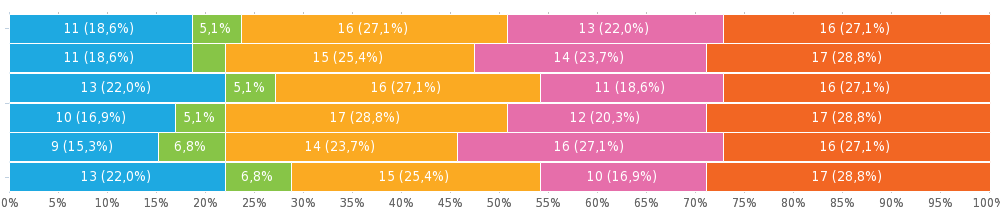 11 (18,6%) 5,1% 16 (27,1%) 13 (22,0%) 16 (27,1%)
11 (18,6%) 15 (25,4%) 14 (23,7%) 17 (28,8%)
13 (22,0%) 5,1% 16 (27,1%) 11 (18,6%) 16 (27,1%)
10 (16,9%) 5,1% 17 (28,8%) 12 (20,3%) 17 (28,8%)
9 (15,3%) 6,8% 14 (23,7%) 16 (27,1%) 16 (27,1%)
13 (22,0%) 6,8% 15 (25,4%) 10 (16,9%) 17 (28,8%)
0% 5% 10% 15% 20% 25% 30% 35% 40% 45% 50% 55% 60% 65% 70% 75% 80% 85% 90% 95% 100%